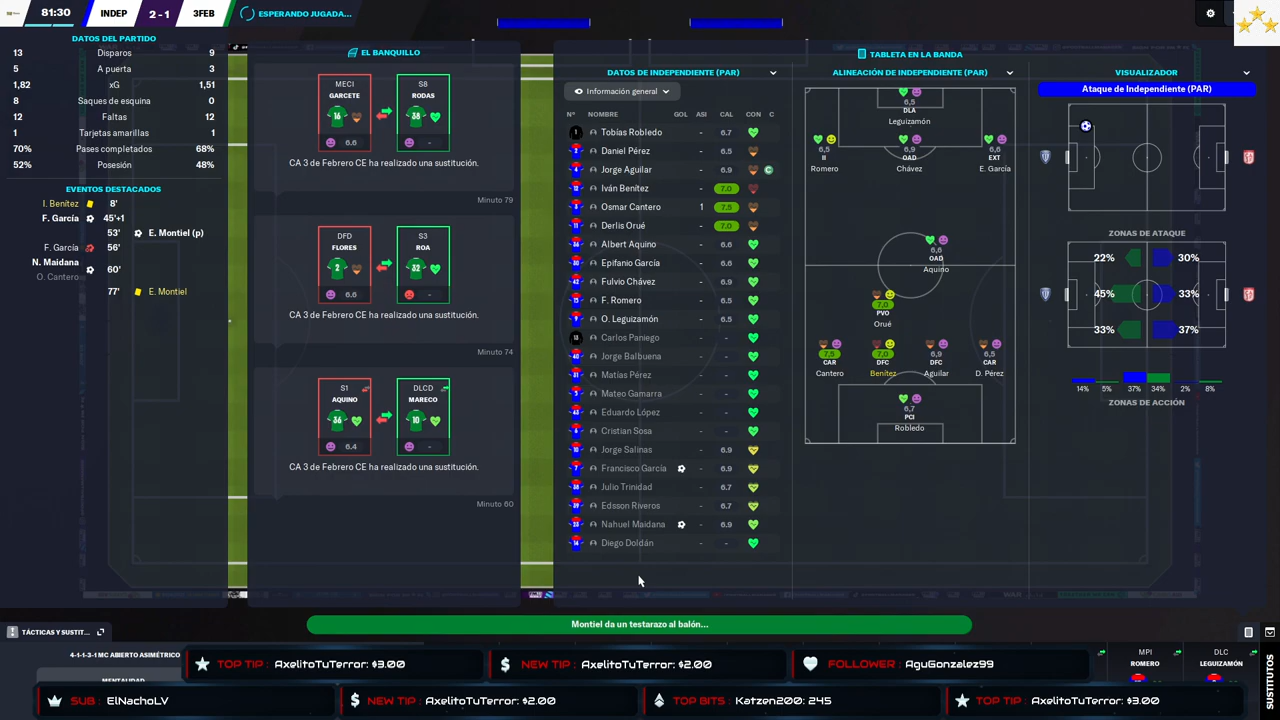 81:30 INDEP 2 - 1 3FEB ESPERANDO JUGADA...
DATOS DEL PARTIDO
13 Disparos 9
5 A puerta 3
1,82 xG 1,51
8 Saques de esquina 0
12 Faltas 12
1 Tarjetas amarillas 1
70% Pases completados 68%
52% Posesión 48%
EVENTOS DESTACADOS
I. Benítez 8'
F. García 45'+1
53' E. Montiel (p)
F. García 56'
N. Maidana
O. Cantero 60'
77' E. Montiel
EL BANQUILLO
MECI S8
GARCETE RODAS
16 38
6.6 -
CA 3 de Febrero CE ha realizado una sustitución.
Minuto 79
DFD S3
FLORES ROA
2 32
6.6 -
CA 3 de Febrero CE ha realizado una sustitución.
Minuto 74
S1 DLCD
AQUINO MARECO
36 10
6.4 -
CA 3 de Febrero CE ha realizado una sustitución.
Minuto 60
TABLETA EN LA BANDA
DATOS DE INDEPENDIENTE (PAR)
Información general
Nº NOMBRE GOL ASI CAL CON C
1 Tobías Robledo - 6.7
2 Daniel Pérez - 6.5
4 Jorge Aguilar - 6.9 C
12 Iván Benítez - 7.0
Osmar Cantero 1 7.5
11 Derlis Orué - 7.0
Albert Aquino - 6.6
Epifanio García - 6.6
Fulvio Chávez - 6.9
15 F. Romero - 6.5
9 O. Leguizamón - 6.5
13 Carlos Paniego - -
Jorge Balbuena - -
Matías Pérez - -
Mateo Gamarra - -
Eduardo López - -
Cristian Sosa - -
10 Jorge Salinas - 6.9
7 Francisco García - 6.9
Julio Trinidad - 6.7
Edsson Riveros - 6.7
Nahuel Maidana - 6.9
14 Diego Doldán - -
ALINEACIÓN DE INDEPENDIENTE (PAR)
6,5
DLA
Leguizamón
6,5 6,9 6,6
II OAD EXT
Romero Chávez E. García
6,6
OAD
Aquino
7,0
PVO
Orué
7,5 7,0 6,9 6,5
CAR DFC DFC CAR
Cantero Benítez Aguilar D. Pérez
6,7
PCI
Robledo
VISUALIZADOR
Ataque de Independiente (PAR)
ZONAS DE ATAQUE
22% 30%
45% 33%
33% 37%
14% 5% 37% 34% 2% 8%
ZONAS DE ACCIÓN
Montiel da un testarazo al balón...
TÁCTICAS Y SUSTIT...
4-1-1-3-1 MC ABIERTO ASIMÉTRICO
MENTALIDAD
MPI DLC
ROMERO LEGUIZAMÓN
SUSTITUTOS
TOP TIP : AxelitoTuTerror: $3.00 NEW TIP : AxelitoTuTerror: $2.00 FOLLOWER : AguGonzalez99
SUB : ElNachoLV NEW TIP : AxelitoTuTerror: $2.00 TOP BITS : Katzen200: 245 TOP TIP : AxelitoTuTerror: $3.00